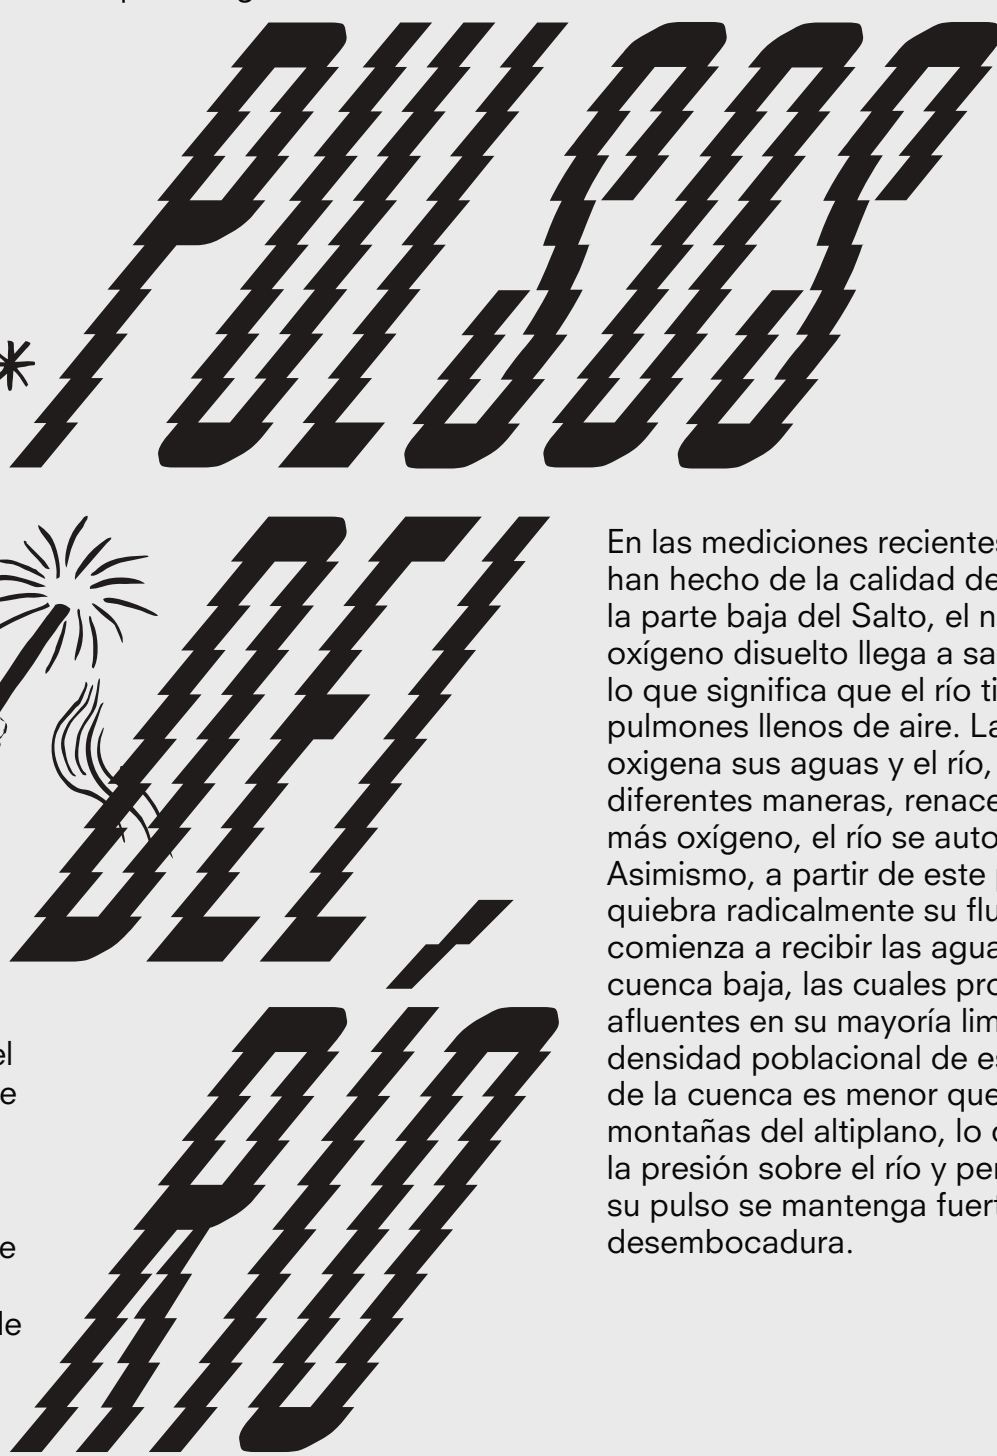 PULSOS
DEL
RÍO
el
e
e
de
En las mediciones recientes
han hecho de la calidad de
la parte baja del Salto, el n
oxígeno disuelto llega a sa
lo que significa que el río ti
pulmones llenos de aire. La
oxigena sus aguas y el río,
diferentes maneras, renace
más oxígeno, el río se auto
Asimismo, a partir de este p
quiebra radicalmente su flu
comienza a recibir las agua
cuenca baja, las cuales pro
afluentes en su mayoría lim
densidad poblacional de es
de la cuenca es menor que
montañas del altiplano, lo
la presión sobre el río y per
su pulso se mantenga fuert
desembocadura.